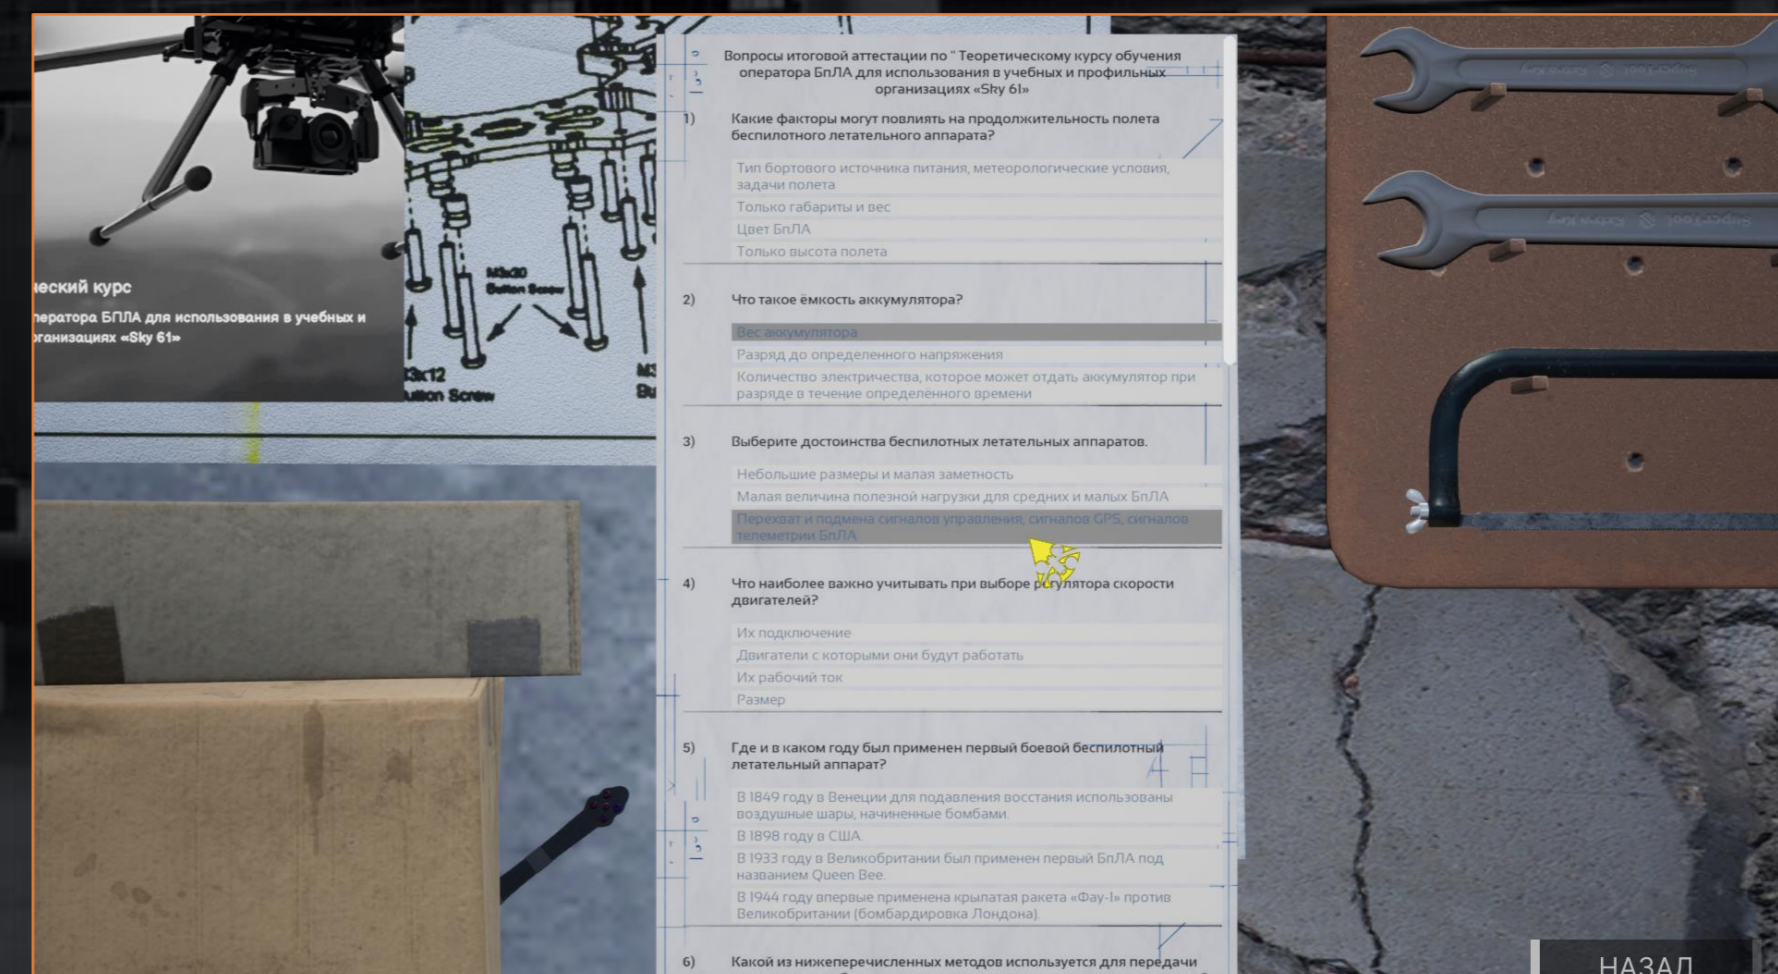 ческий курс
ператора БПЛА для использования в учебных и
рганизациях «Sky 61»
M3x30
Button Screw
M3x12
Button Screw
Вопросы итоговой аттестации по " Теоретическому курсу обучения
оператора БпЛА для использования в учебных и профильных
организациях «Sky 61»
1) Какие факторы могут повлиять на продолжительность полета
беспилотного летательного аппарата?
Тип бортового источника питания, метеорологические условия,
задачи полета
Только габариты и вес
Цвет БпЛА
Только высота полета
2) Что такое ёмкость аккумулятора?
Вес аккумулятора
Разряд до определенного напряжения
Количество электричества, которое может отдать аккумулятор при
разряде в течение определённого времени
3) Выберите достоинства беспилотных летательных аппаратов.
Небольшие размеры и малая заметность
Малая величина полезной нагрузки для средних и малых БпЛА
Перехват и подмена сигналов управления, сигналов GPS, сигналов
телеметрии БпЛА
4) Что наиболее важно учитывать при выборе регулятора скорости
двигателей?
Их подключение
Двигатели с которыми они будут работать
Их рабочий ток
Размер
5) Где и в каком году был применен первый боевой беспилотный
летательный аппарат?
В 1849 году в Венеции для подавления восстания использованы
воздушные шары, начиненные бомбами.
В 1898 году в США.
В 1933 году в Великобритании был применен первый БпЛА под
названием Queen Bee.
В 1944 году впервые применена крылатая ракета «Фау-1» против
Великобритании (бомбардировка Лондона).
6) Какой из нижеперечисленных методов используется для передачи
НАЗАД